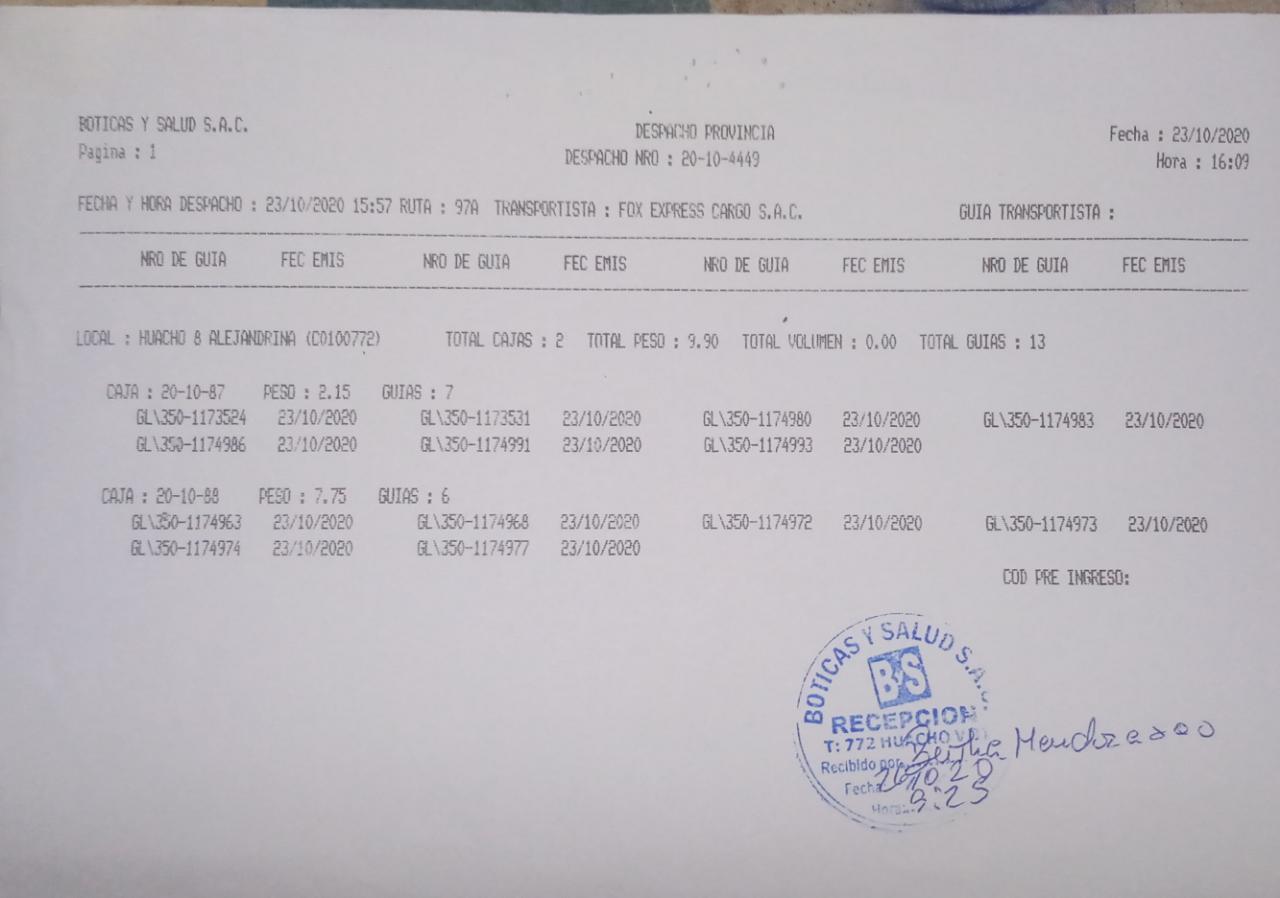 BOTICAS Y SALUD S.A.C. DESPACHO PROVINCIA Fecha : 23/10/2020
Pagina : 1 DESPACHO NRO : 20-10-4449 Hora : 16:09
FECHA Y HORA DESPACHO : 23/10/2020 15:57 RUTA : 97A TRANSPORTISTA : FOX EXPRESS CARGO S.A.C. GUIA TRANSPORTISTA :
NRO DE GUIA FEC EMIS NRO DE GUIA FEC EMIS NRO DE GUIA FEC EMIS NRO DE GUIA FEC EMIS
LOCAL : HUACHO 8 ALEJANDRINA (C0100772) TOTAL CAJAS : 2 TOTAL PESO : 9.90 TOTAL VOLUMEN : 0.00 TOTAL GUIAS : 13
CAJA : 20-10-87 PESO : 2.15 GUIAS : 7
GL\350-1173524 23/10/2020 GL\350-1173531 23/10/2020 GL\350-1174980 23/10/2020 GL\350-1174983 23/10/2020
GL\350-1174986 23/10/2020 GL\350-1174991 23/10/2020 GL\350-1174993 23/10/2020
CAJA : 20-10-88 PESO : 7.75 GUIAS : 6
GL\350-1174963 23/10/2020 GL\350-1174968 23/10/2020 GL\350-1174972 23/10/2020 GL\350-1174973 23/10/2020
GL\350-1174974 23/10/2020 GL\350-1174977 23/10/2020
COD PRE INGRESO:
BOTICAS Y SALUD S.A.C.
B&S
RECEPCION
T: 772 HUACHO
Recibido por
Fecha 26/10/20
Hora: 9:25